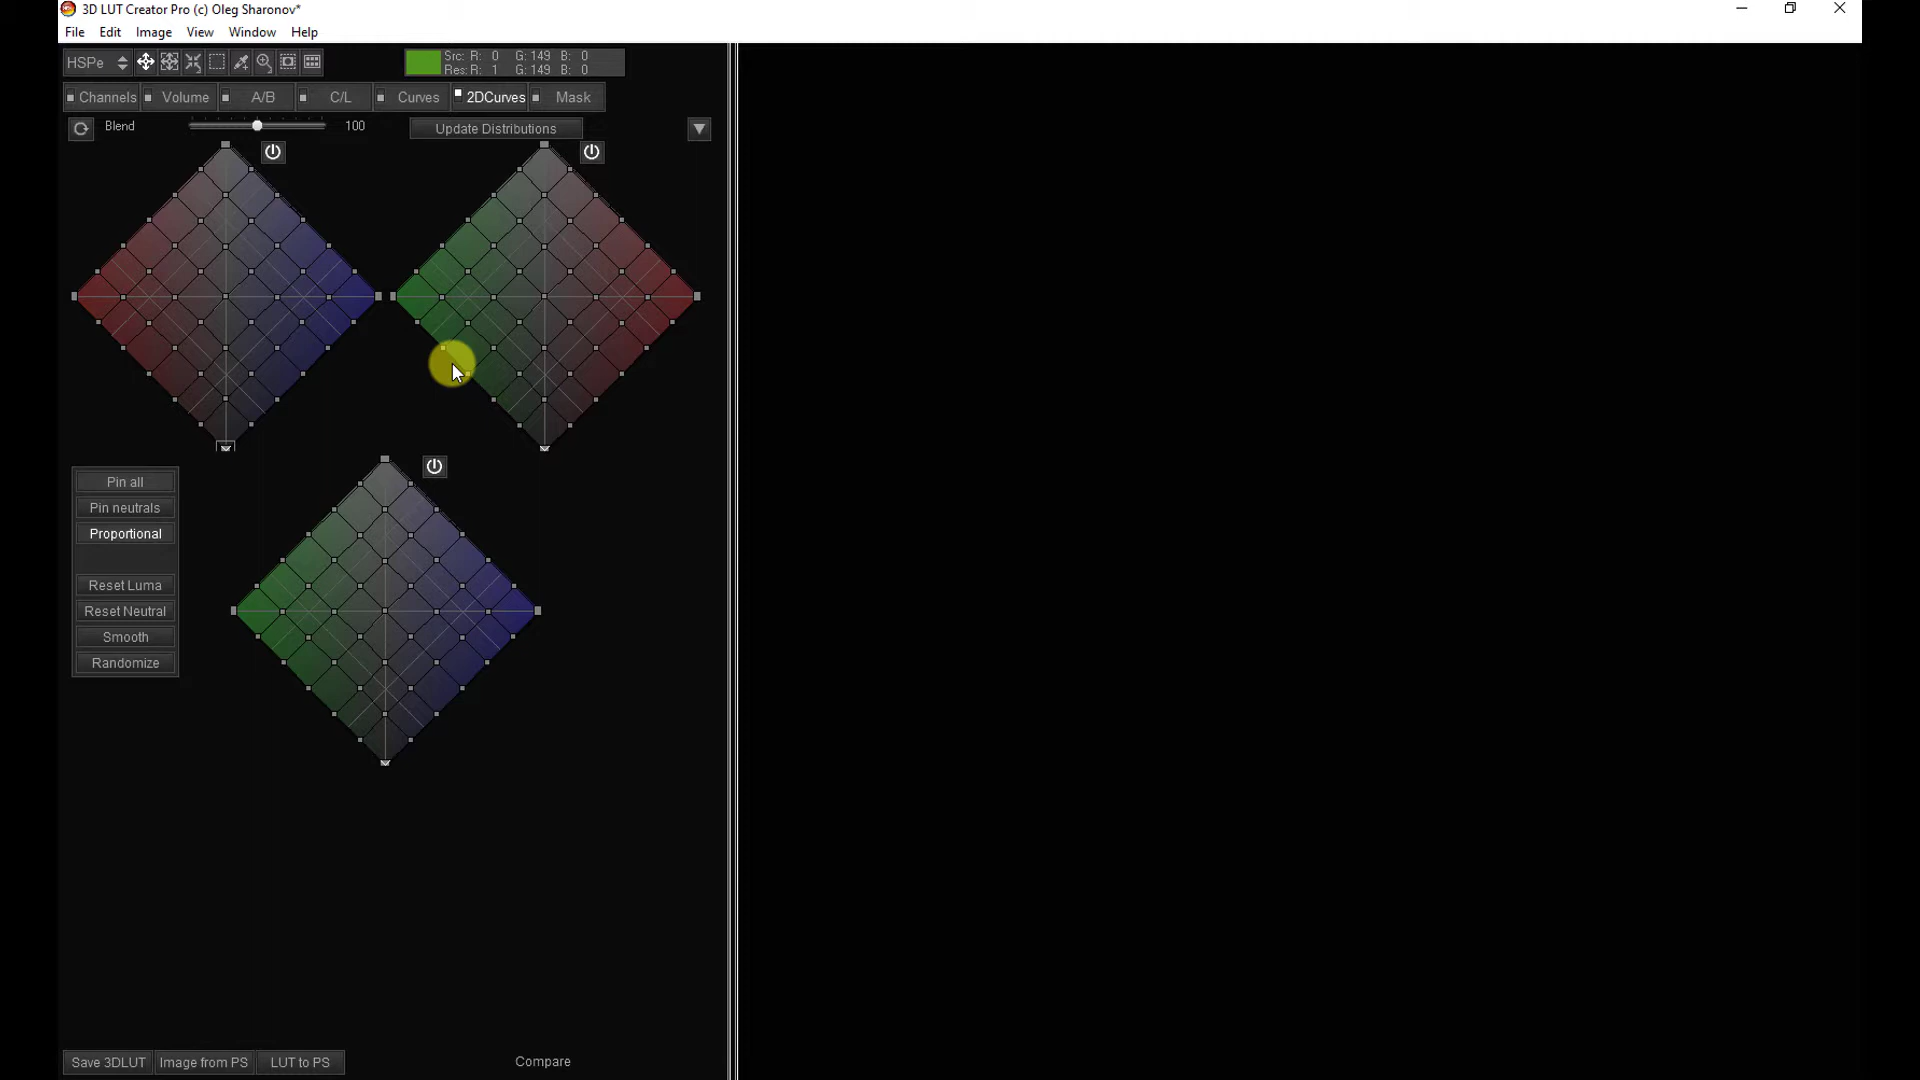 3D LUT Creator Pro (c) Oleg Sharonov*
File Edit Image View Window Help
HSPe
Src: R: 0 G: 149 B: 0
Res: R: 1 G: 149 B: 0
Channels Volume A/B C/L Curves 2DCurves Mask
Blend 100 Update Distributions
Pin all
Pin neutrals
Proportional
Reset Luma
Reset Neutral
Smooth
Randomize
Save 3DLUT Image from PS LUT to PS Compare